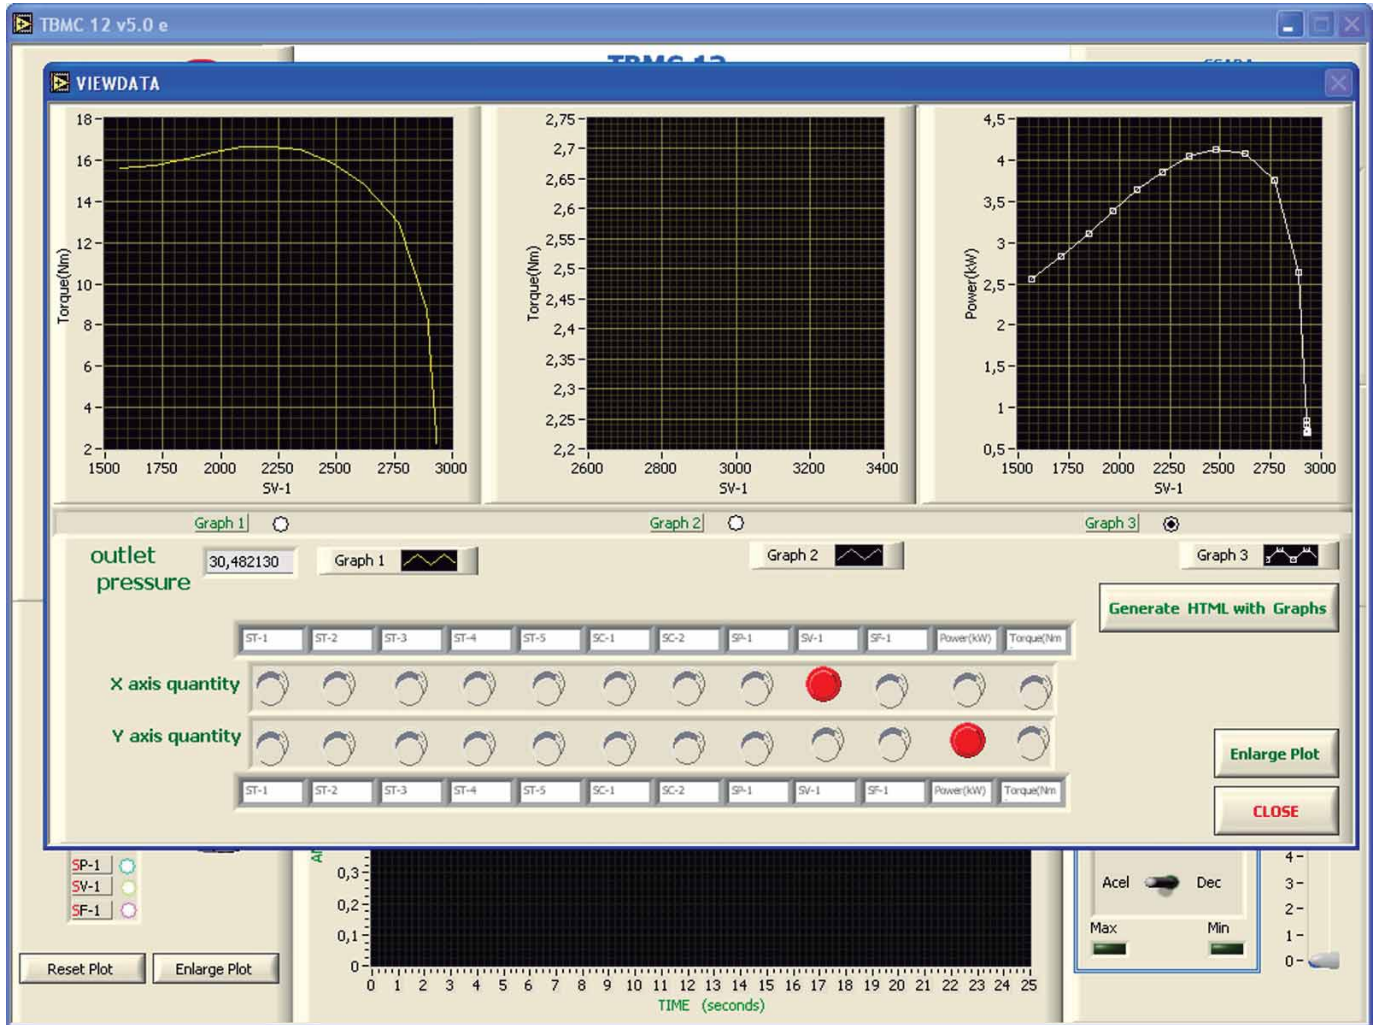 TBMC 12 v5.0 e
TBMC 12
VIEWDATA
18
16
14
12
10
8
6
4
2
Torque(Nm)
1500 1750 2000 2250 2500 2750 3000
SV-1
2,75
2,7
2,65
2,6
2,55
2,5
2,45
2,4
2,35
2,3
2,25
2,2
Torque(Nm)
2600 2800 3000 3200 3400
SV-1
4,5
4
3,5
3
2,5
2
1,5
1
0,5
Power(kW)
1500 1750 2000 2250 2500 2750 3000
SV-1
Graph 1 Graph 2 Graph 3
outlet
pressure
30,482130
Graph 1 Graph 2 Graph 3
Generate HTML with Graphs
ST-1 ST-2 ST-3 ST-4 ST-5 SC-1 SC-2 SP-1 SV-1 SF-1 Power(kW) Torque(Nm
X axis quantity
Y axis quantity
ST-1 ST-2 ST-3 ST-4 ST-5 SC-1 SC-2 SP-1 SV-1 SF-1 Power(kW) Torque(Nm
Enlarge Plot
CLOSE
SP-1
SV-1
SF-1
Reset Plot Enlarge Plot
0,3
0,2
0,1
0
0 1 2 3 4 5 6 7 8 9 10 11 12 13 14 15 16 17 18 19 20 21 22 23 24 25
TIME (seconds)
Acel Dec
Max Min
4
3
2
1
0